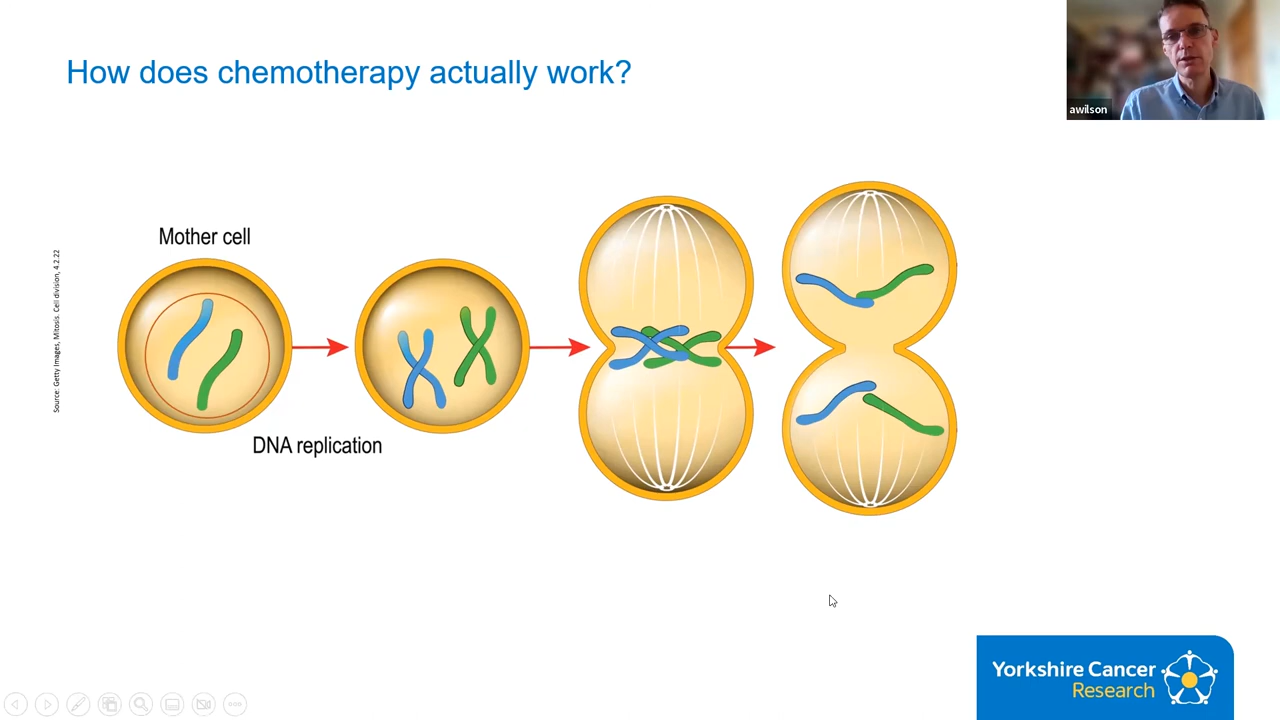 How does chemotherapy actually work?
awilson
Mother cell
Source: Getty Images, Mitosis. Cell division, 4.2.22
DNA replication
Yorkshire Cancer
Research